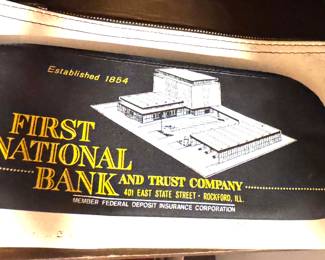 Established 1854
FIRST
NATIONAL
BANK AND TRUST COMPANY
401 EAST STATE STREET • ROCKFORD, ILL.
MEMBER FEDERAL DEPOSIT INSURANCE CORPORATION